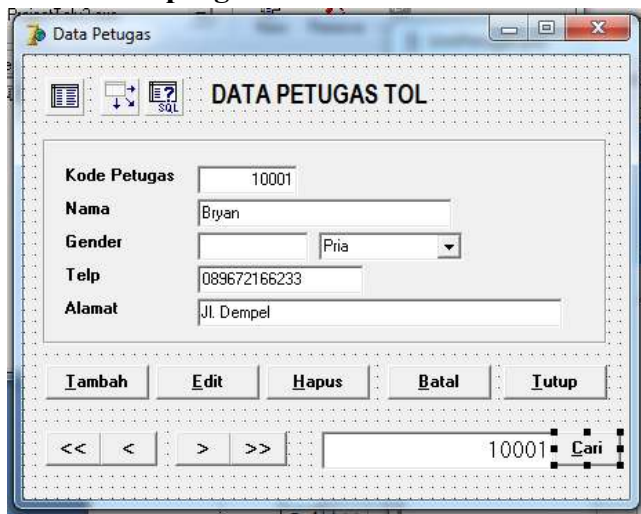 Data Petugas
SQL
DATA PETUGAS TOL
Kode Petugas 10001
Nama Bryan
Gender Pria
Telp 089672166233
Alamat Jl. Dempel
Tambah Edit Hapus Batal Tutup
<< < > >> 10001 Cari